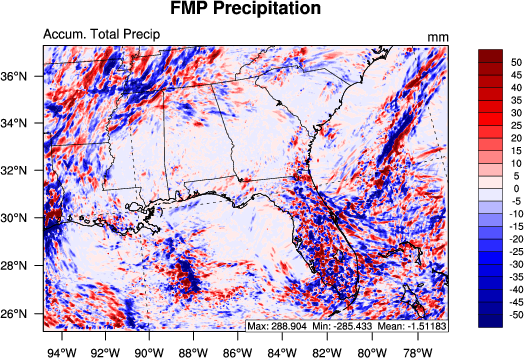 FMP Precipitation
Accum. Total Precip mm
36°N
34°N
32°N
30°N
28°N
26°N
94°W 92°W 90°W 88°W 86°W 84°W 82°W 80°W 78°W
Max: 288.904 Min: -285.433 Mean: -1.51183
50
45
40
35
30
25
20
15
10
5
0
-5
-10
-15
-20
-25
-30
-35
-40
-45
-50